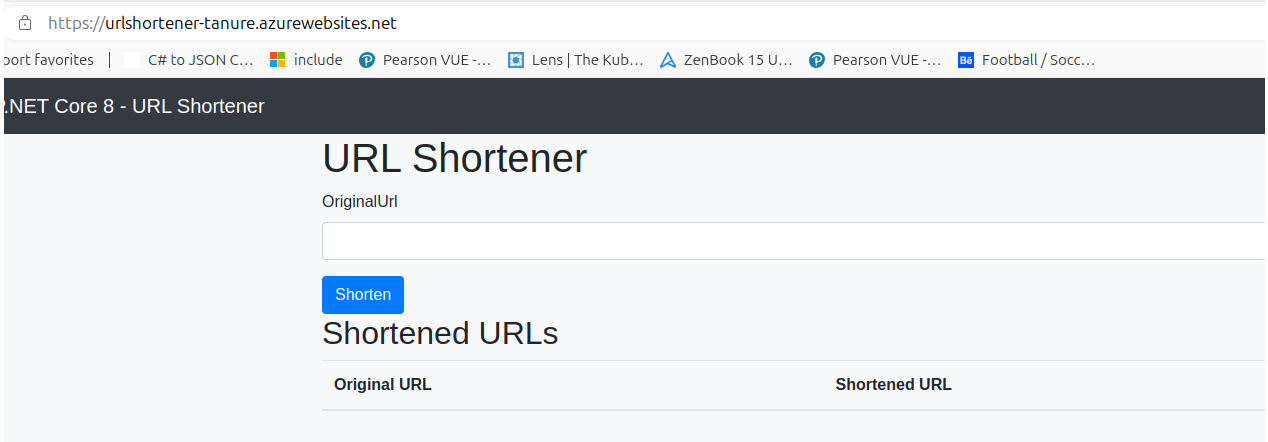 https://urlshortener-tanure.azurewebsites.net
port favorites | C# to JSON C… include Pearson VUE -… Lens | The Kub… ZenBook 15 U… Pearson VUE -… Bē Football / Socc…
.NET Core 8 - URL Shortener
URL Shortener
OriginalUrl
Shorten
Shortened URLs
Original URL Shortened URL